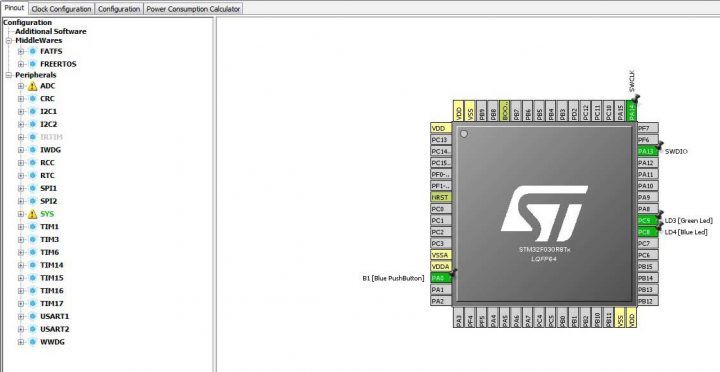 Pinout Clock Configuration Configuration Power Consumption Calculator
Configuration
Additional Software
MiddleWares
FATFS
FREERTOS
Peripherals
ADC
CRC
I2C1
I2C2
IRTIM
IWDG
RCC
RTC
SPI1
SPI2
SYS
TIM1
TIM3
TIM6
TIM14
TIM15
TIM16
TIM17
USART1
USART2
WWDG
SWCLK
VDD VSS PB9 PB8 BOO.. PB7 PB6 PB5 PB4 PB3 PD2 PC12 PC11 PC10 PA15 PA14
VDD
PC13
PC14..
PC15..
PF0-..
PF1-..
NRST
PC0
PC1
PC2
PC3
VSSA
VDDA
B1 [Blue PushButton] PA0
PA1
PA2
ST
STM32F030R8Tx
LQFP64
PF7
PF6
PA13 SWDIO
PA12
PA11
PA10
PA9
PA8
PC9 LD3 [Green Led]
PC8 LD4 [Blue Led]
PC7
PC6
PB15
PB14
PB13
PB12
PA3 PF4 PF5 PA4 PA5 PA6 PA7 PC4 PC5 PB0 PB1 PB2 PB10 PB11 VSS VDD